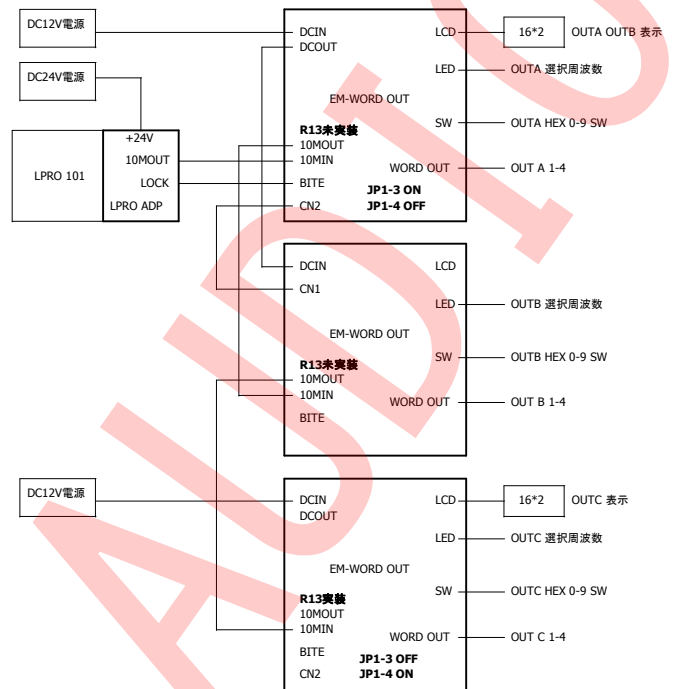 DC12V電源
DC24V電源
LPRO 101
+24V
10MOUT
LOCK
LPRO ADP
DCIN
DCOUT
EM-WORD OUT
R13未実装
10MOUT
10MIN
BITE
CN2
LCD
LED
SW
WORD OUT
JP1-3 ON
JP1-4 OFF
16*2
OUTA OUTB 表示
OUTA 選択周波数
OUTA HEX 0-9 SW
OUT A 1-4
DCIN
CN1
EM-WORD OUT
R13未実装
10MOUT
10MIN
BITE
LCD
LED
SW
WORD OUT
OUTB 選択周波数
OUTB HEX 0-9 SW
OUT B 1-4
DC12V電源
DCIN
DCOUT
EM-WORD OUT
R13実装
10MOUT
10MIN
BITE
CN2
LCD
LED
SW
WORD OUT
JP1-3 OFF
JP1-4 ON
16*2
OUTC 表示
OUTC 選択周波数
OUTC HEX 0-9 SW
OUT C 1-4
AUDIO